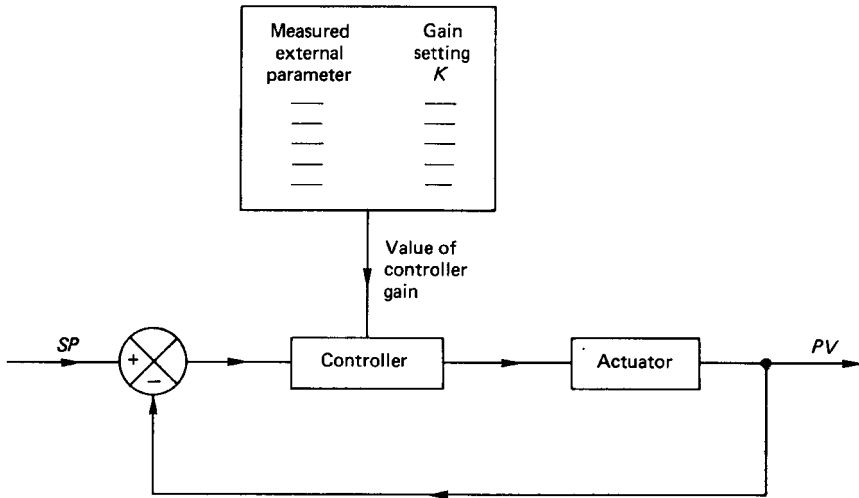 Measured
external
parameter
Gain
setting
K
Value of
controller
gain
SP
+
−
Controller
Actuator
PV